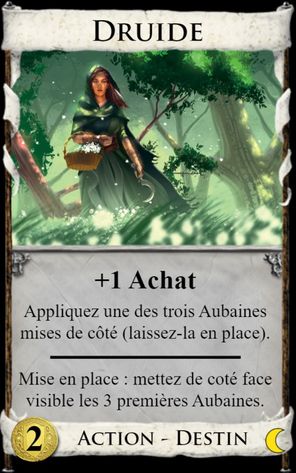 DRUIDE
+1 Achat
Appliquez une des trois Aubaines
mises de côté (laissez-la en place).
Mise en place : mettez de coté face
visible les 3 premières Aubaines.
2 ACTION - DESTIN